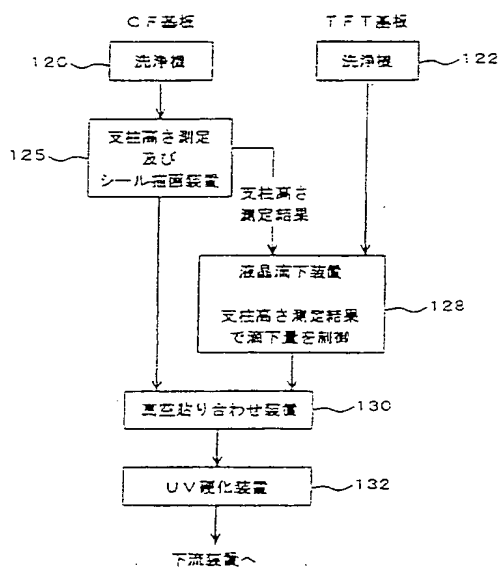 CF基板
TFT基板
120
洗浄機
洗浄機
122
125
支柱高さ測定
及び
シール描画装置
支柱高さ
測定結果
液晶滴下装置
支柱高さ測定結果
で滴下量を制御
128
真空貼り合わせ装置
130
UV硬化装置
132
下流装置へ